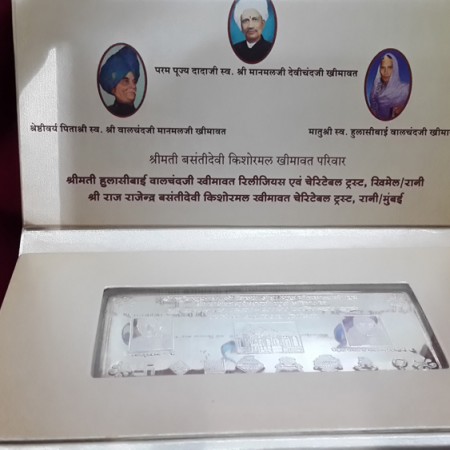 परम पूज्य दादाजी स्व. श्री मानमलजी देवीचंदजी खीमावत
श्रेष्ठीवर्य पिताश्री स्व. श्री वालचंदजी मानमलजी खीमावत
मातुश्री स्व. हुलासीबाई वालचंदजी खीमा
श्रीमती बसंतीदेवी किशोरमल खीमावत परिवार
श्रीमती हुलासीबाई वालचंदजी खीमावत रिलीजियस एवं चेरिटेबल ट्रस्ट, खिमेल/रानी
श्री राज राजेन्द्र बसंतीदेवी किशोरमल खीमावत चेरिटेबल ट्रस्ट, रानी/मुंबई